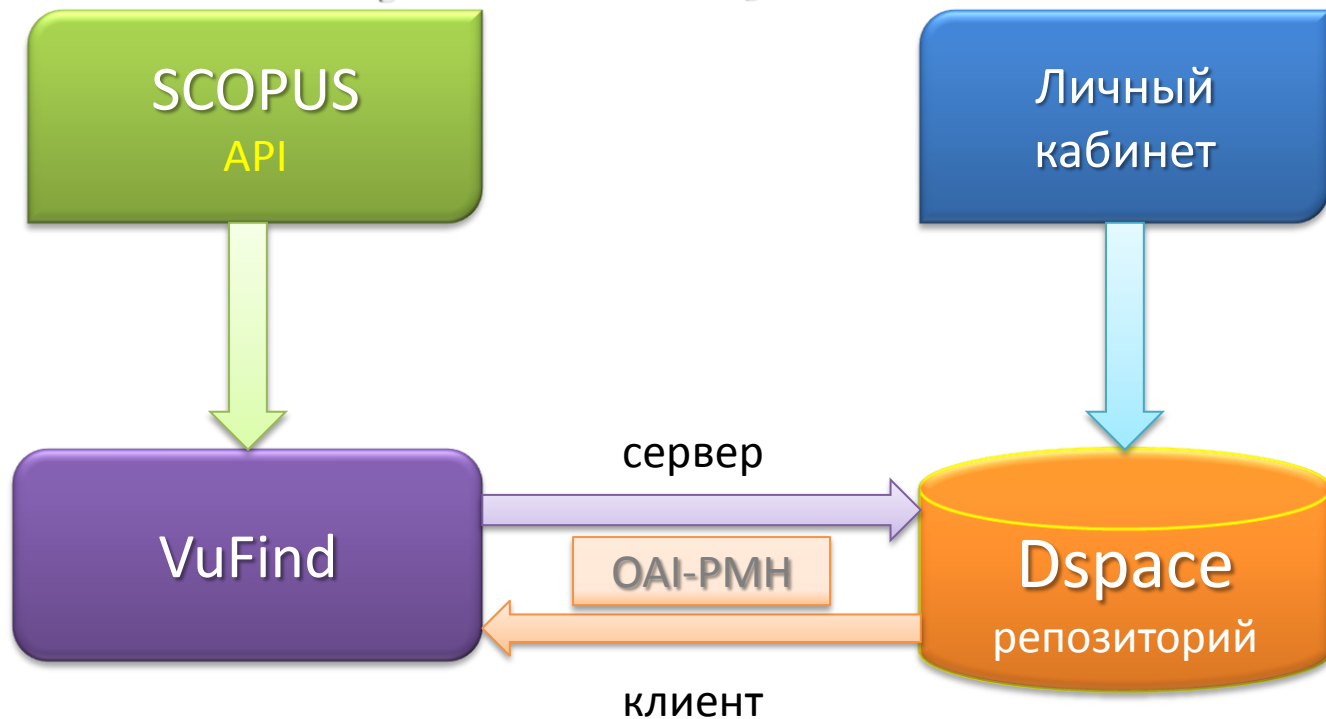 SCOPUS
API
Личный
кабинет
сервер
VuFind
OAI-PMH
Dspace
репозиторий
клиент